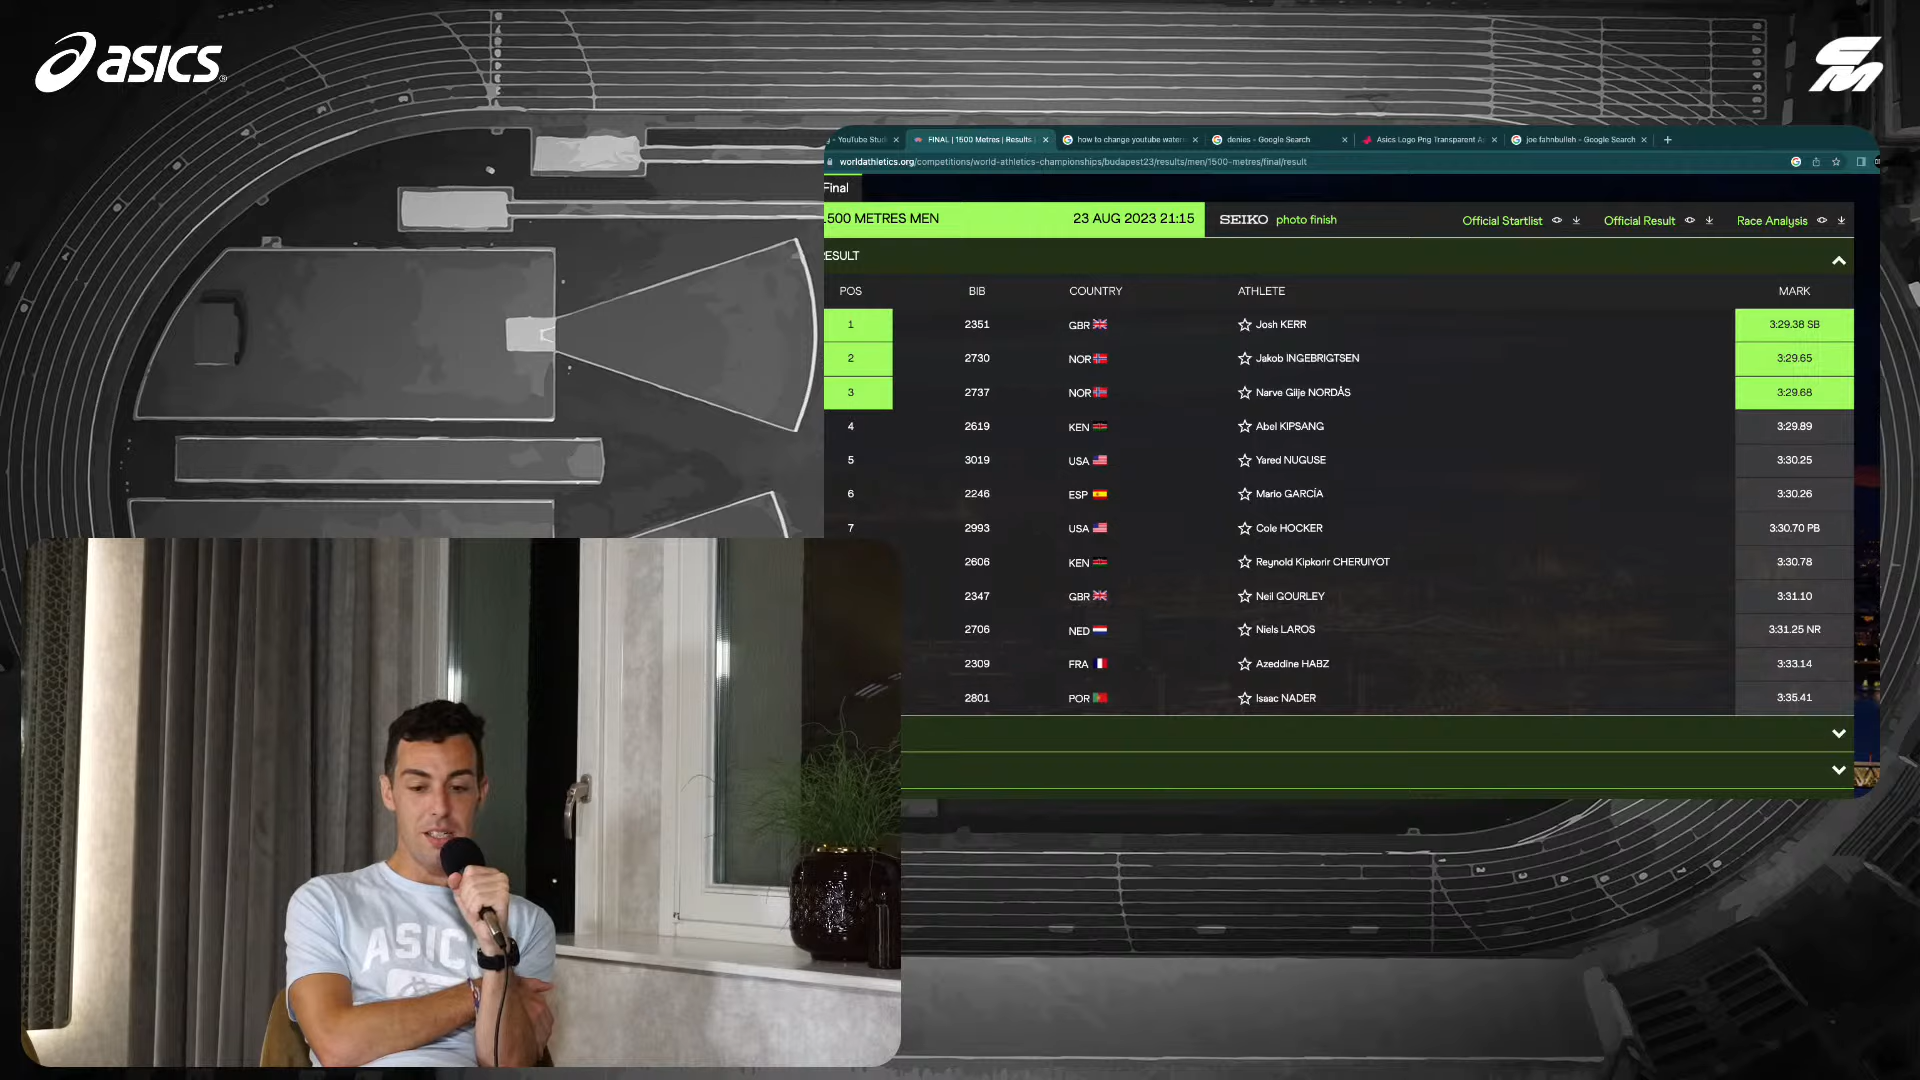 asics
SM
- YouTube Stud
FINAL | 1500 Metres | Results
how to change youtube water
denies - Google Search
Asics Logo Png Transparent A
joe fahnbulleh - Google Search
worldathletics.org/competitions/world-athletics-championships/budapest23/results/men/1500-metres/final/result
Final
500 METRES MEN 23 AUG 2023 21:15 SEIKO photo finish Official Startlist Official Result Race Analysis
RESULT
POS BIB COUNTRY ATHLETE MARK
1 2351 GBR Josh KERR 3:29.38 SB
2 2730 NOR Jakob INGEBRIGTSEN 3:29.65
3 2737 NOR Narve Gilje NORDÅS 3:29.68
4 2619 KEN Abel KIPSANG 3:29.89
5 3019 USA Yared NUGUSE 3:30.25
6 2246 ESP Mario GARCÍA 3:30.26
7 2993 USA Cole HOCKER 3:30.70 PB
2606 KEN Reynold Kipkorir CHERUIYOT 3:30.78
2347 GBR Neil GOURLEY 3:31.10
2706 NED Niels LAROS 3:31.25 NR
2309 FRA Azeddine HABZ 3:33.14
2801 POR Isaac NADER 3:35.41
ASIC